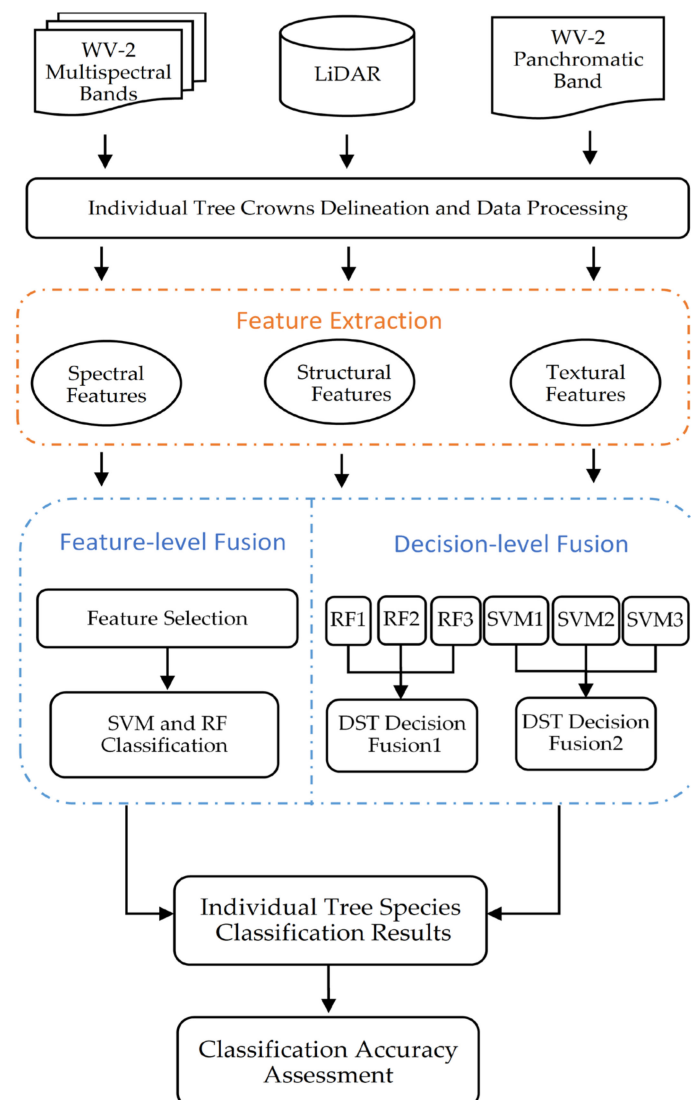 WV-2
Multispectral
Bands
LiDAR
WV-2
Panchromatic
Band
Individual Tree Crowns Delineation and Data Processing
Feature Extraction
Spectral
Features
Structural
Features
Textural
Features
Feature-level Fusion
Decision-level Fusion
Feature Selection
RF1
RF2
RF3
SVM1
SVM2
SVM3
SVM and RF
Classification
DST Decision
Fusion1
DST Decision
Fusion2
Individual Tree Species
Classification Results
Classification Accuracy
Assessment